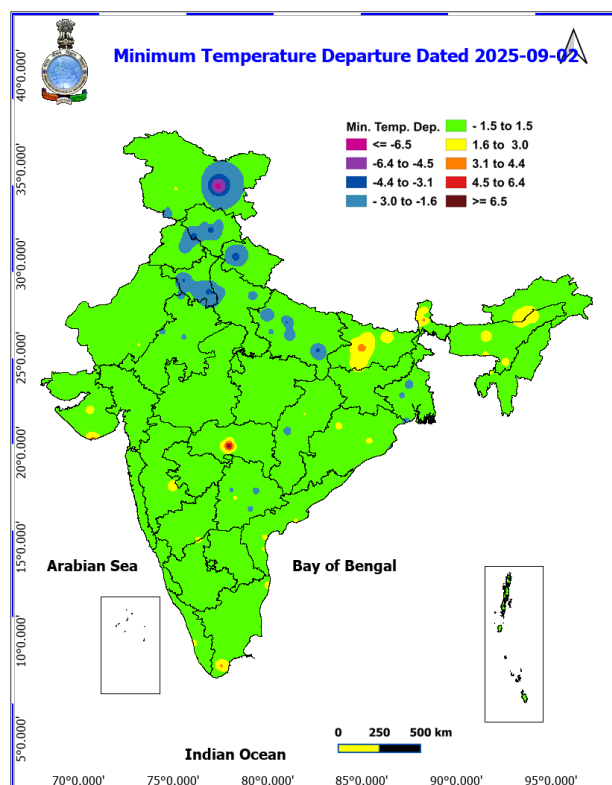 Minimum Temperature Departure Dated 2025-09-02
Min. Temp. Dep.
<= -6.5
-6.4 to -4.5
-4.4 to -3.1
- 3.0 to -1.6
- 1.5 to 1.5
1.6 to 3.0
3.1 to 4.4
4.5 to 6.4
>= 6.5
40°0.000'
35°0.000'
30°0.000'
25°0.000'
20°0.000'
15°0.000'
10°0.000'
5°0.000'
Arabian Sea
Bay of Bengal
Indian Ocean
0 250 500 km
70°0.000' 75°0.000' 80°0.000' 85°0.000' 90°0.000' 95°0.000'